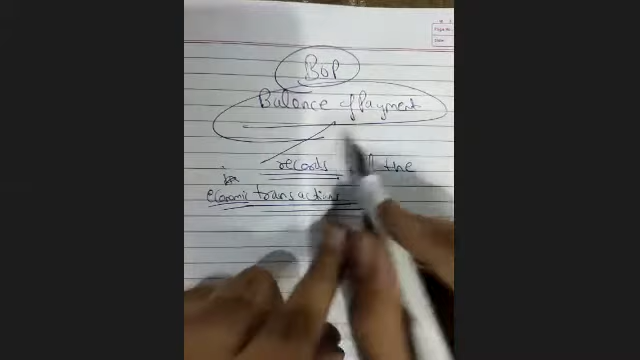 BOP
Balance of Payment
records all the
economic transactions